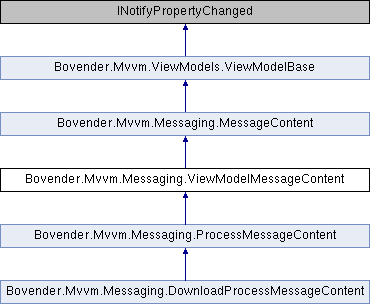 INotifyPropertyChanged
Bovender.Mvvm.ViewModels.ViewModelBase
Bovender.Mvvm.Messaging.MessageContent
Bovender.Mvvm.Messaging.ViewModelMessageContent
Bovender.Mvvm.Messaging.ProcessMessageContent
Bovender.Mvvm.Messaging.DownloadProcessMessageContent